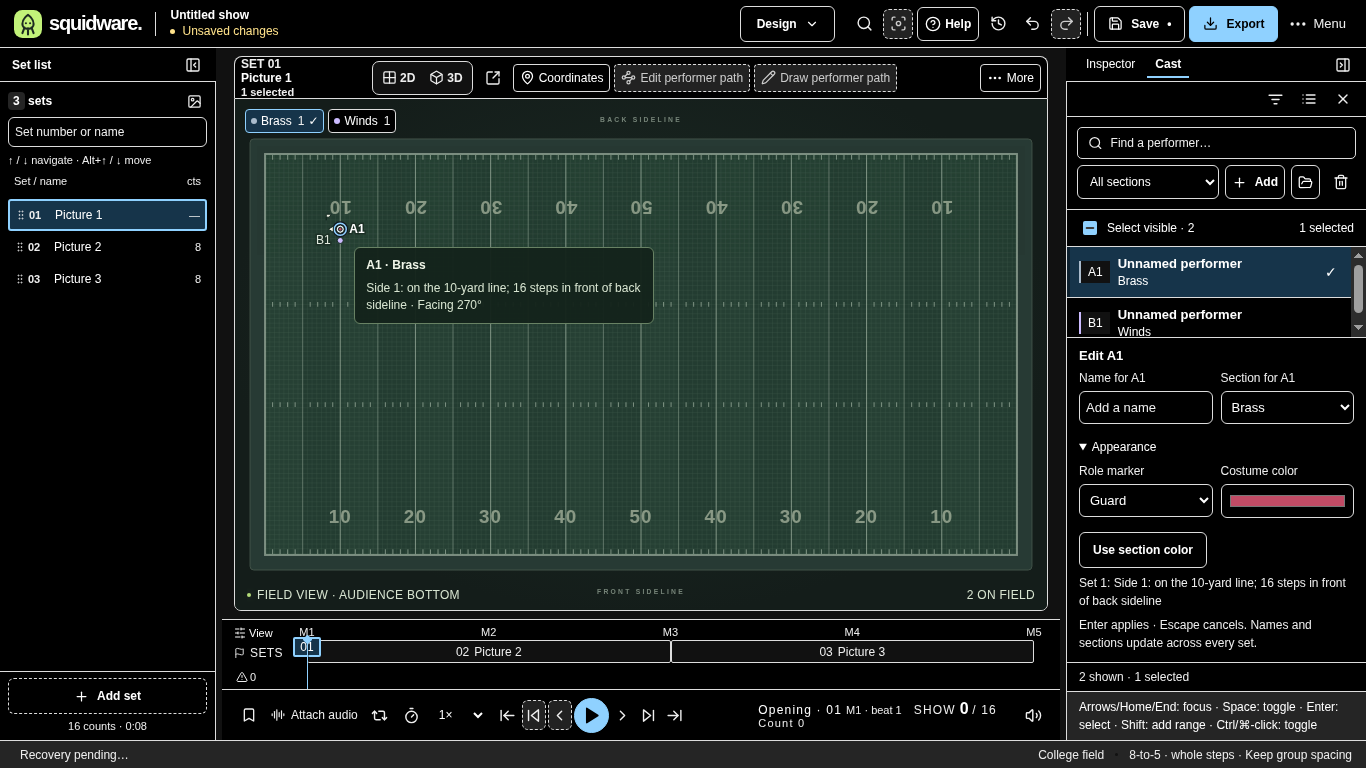 squidware.
Untitled show
Unsaved changes
Design
Help
Save •
Export
Menu
Set list
3 sets
Set number or name
↑ / ↓ navigate · Alt+↑ / ↓ move
Set / name cts
01 Picture 1 —
02 Picture 2 8
03 Picture 3 8
Add set
16 counts · 0:08
SET 01
Picture 1
1 selected
2D
3D
Coordinates
Edit performer path
Draw performer path
More
Brass 1 ✓
Winds 1
BACK SIDELINE
10 20 30 40 50 40 30 20 10
A1
B1
A1 · Brass
Side 1: on the 10-yard line; 16 steps in front of back
sideline · Facing 270°
10 20 30 40 50 40 30 20 10
FIELD VIEW · AUDIENCE BOTTOM
FRONT SIDELINE
2 ON FIELD
View
M1 M2 M3 M4 M5
SETS
01
02 Picture 2
03 Picture 3
0
Attach audio
1×
Opening · 01 M1 · beat 1
Count 0
SHOW 0 / 16
Inspector
Cast
Find a performer…
All sections
Add
Select visible · 2
1 selected
A1
Unnamed performer
Brass
✓
B1
Unnamed performer
Winds
Edit A1
Name for A1
Section for A1
Add a name
Brass
Appearance
Role marker
Costume color
Guard
Use section color
Set 1: Side 1: on the 10-yard line; 16 steps in front
of back sideline
Enter applies · Escape cancels. Names and
sections update across every set.
2 shown · 1 selected
Arrows/Home/End: focus · Space: toggle · Enter:
select · Shift: add range · Ctrl/⌘-click: toggle
Recovery pending…
College field · 8-to-5 · whole steps · Keep group spacing